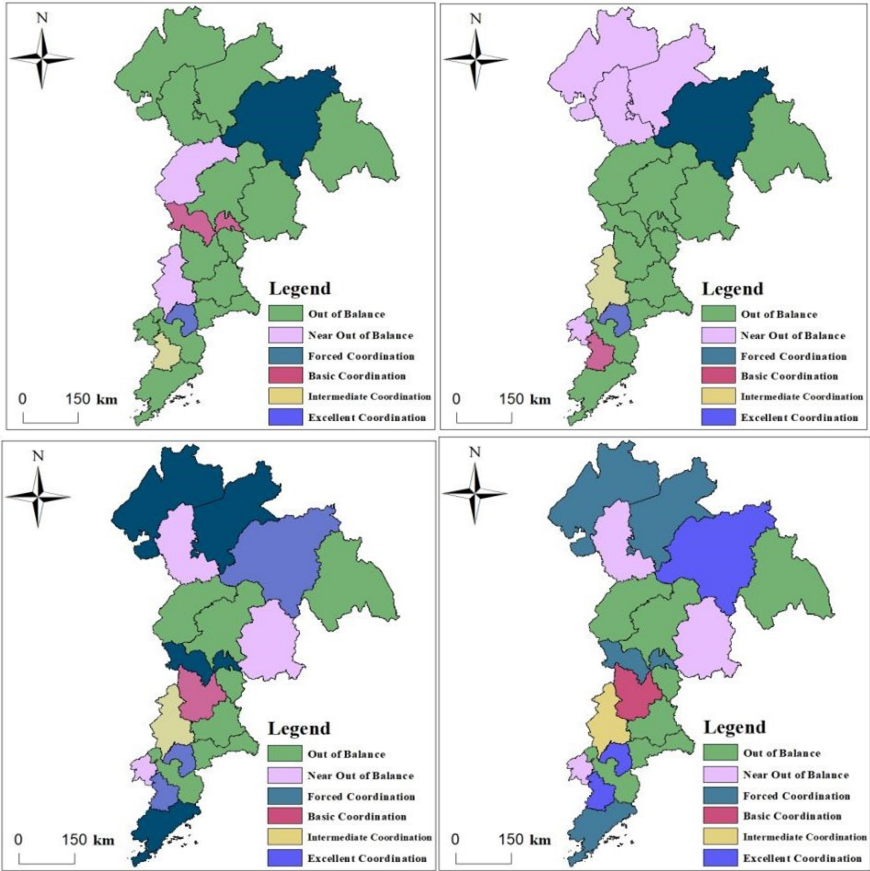 N
Legend
Out of Balance
Near Out of Balance
Forced Coordination
Basic Coordination
Intermediate Coordination
Excellent Coordination
0 150 km
N
Legend
Out of Balance
Near Out of Balance
Forced Coordination
Basic Coordination
Intermediate Coordination
Excellent Coordination
0 150 km
N
Legend
Out of Balance
Near Out of Balance
Forced Coordination
Basic Coordination
Intermediate Coordination
Excellent Coordination
0 150 km
N
Legend
Out of Balance
Near Out of Balance
Forced Coordination
Basic Coordination
Intermediate Coordination
Excellent Coordination
0 150 km